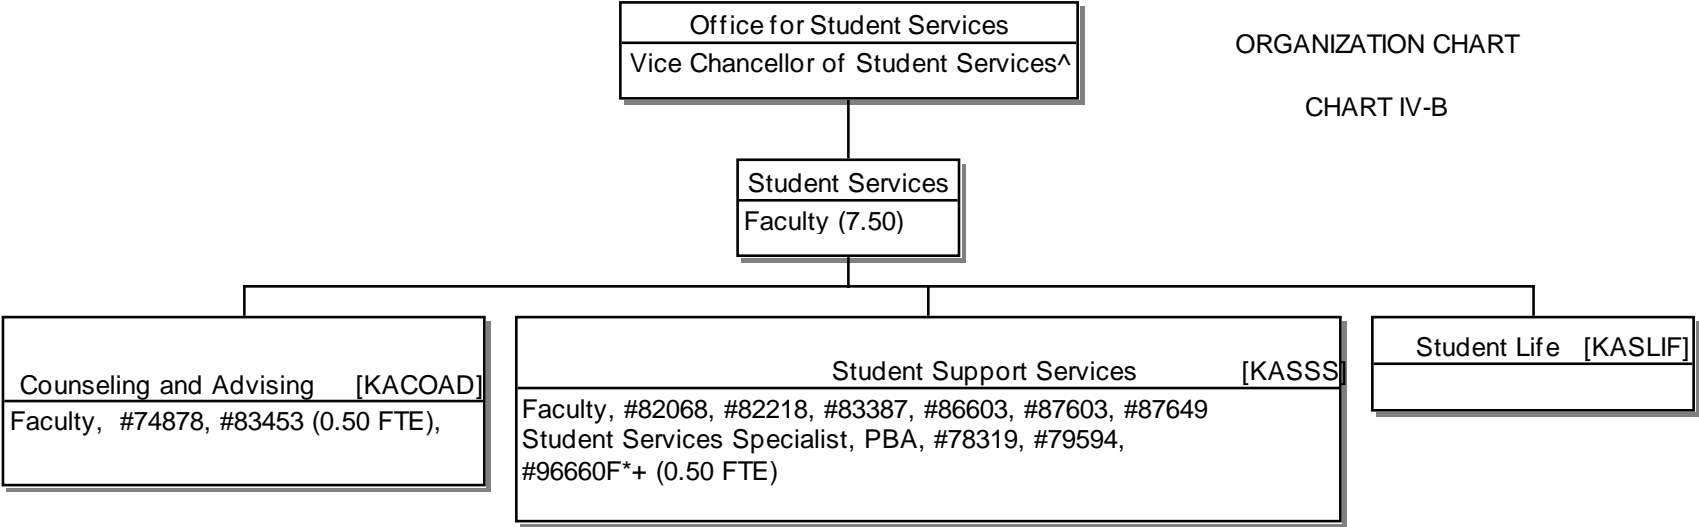 Office for Student Services
Vice Chancellor of Student Services^
ORGANIZATION CHART
CHART IV-B
Student Services
Faculty (7.50)
Counseling and Advising [KACOAD]
Faculty, #74878, #83453 (0.50 FTE),
Student Support Services [KASSS]
Faculty, #82068, #82218, #83387, #86603, #87603, #87649
Student Services Specialist, PBA, #78319, #79594,
#96660F*+ (0.50 FTE)
Student Life [KASLIF]